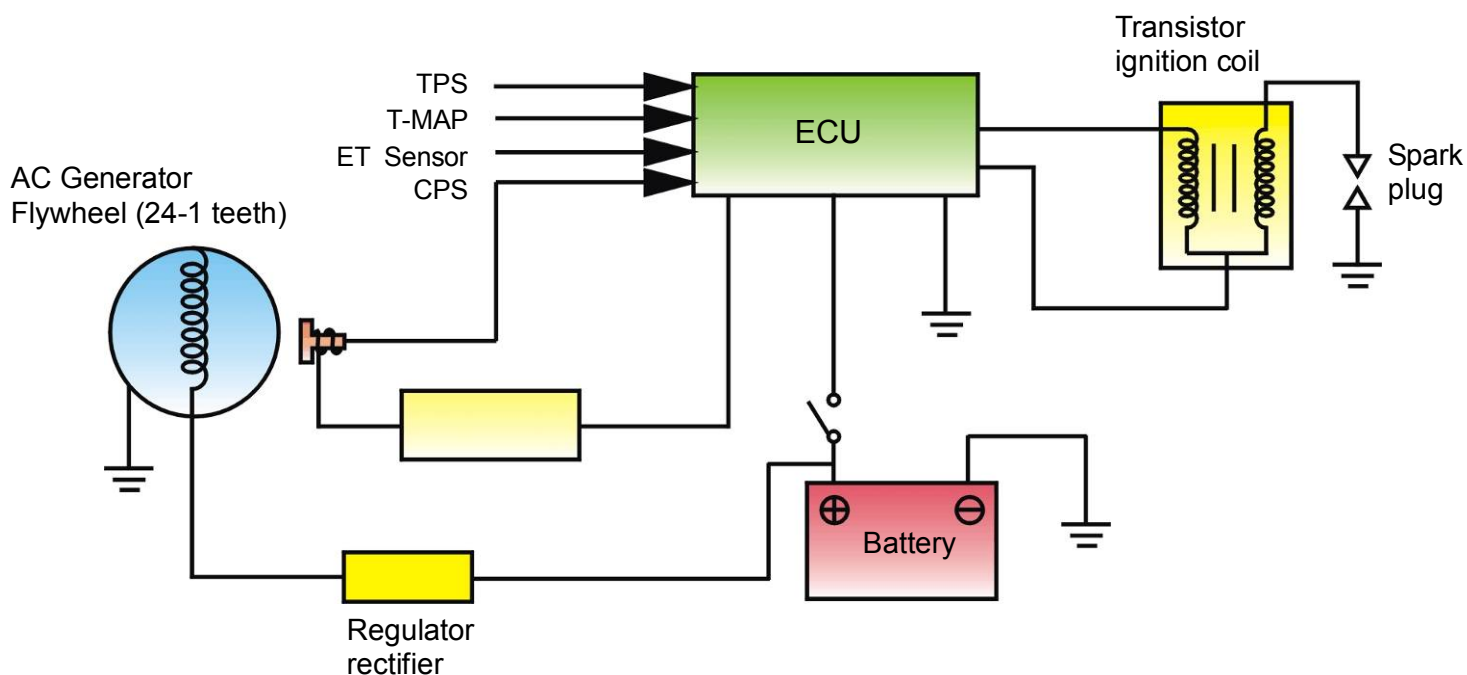 Transistor
ignition coil
TPS
T-MAP
ET Sensor
CPS
ECU
Spark
plug
AC Generator
Flywheel (24-1 teeth)
Battery
Regulator
rectifier